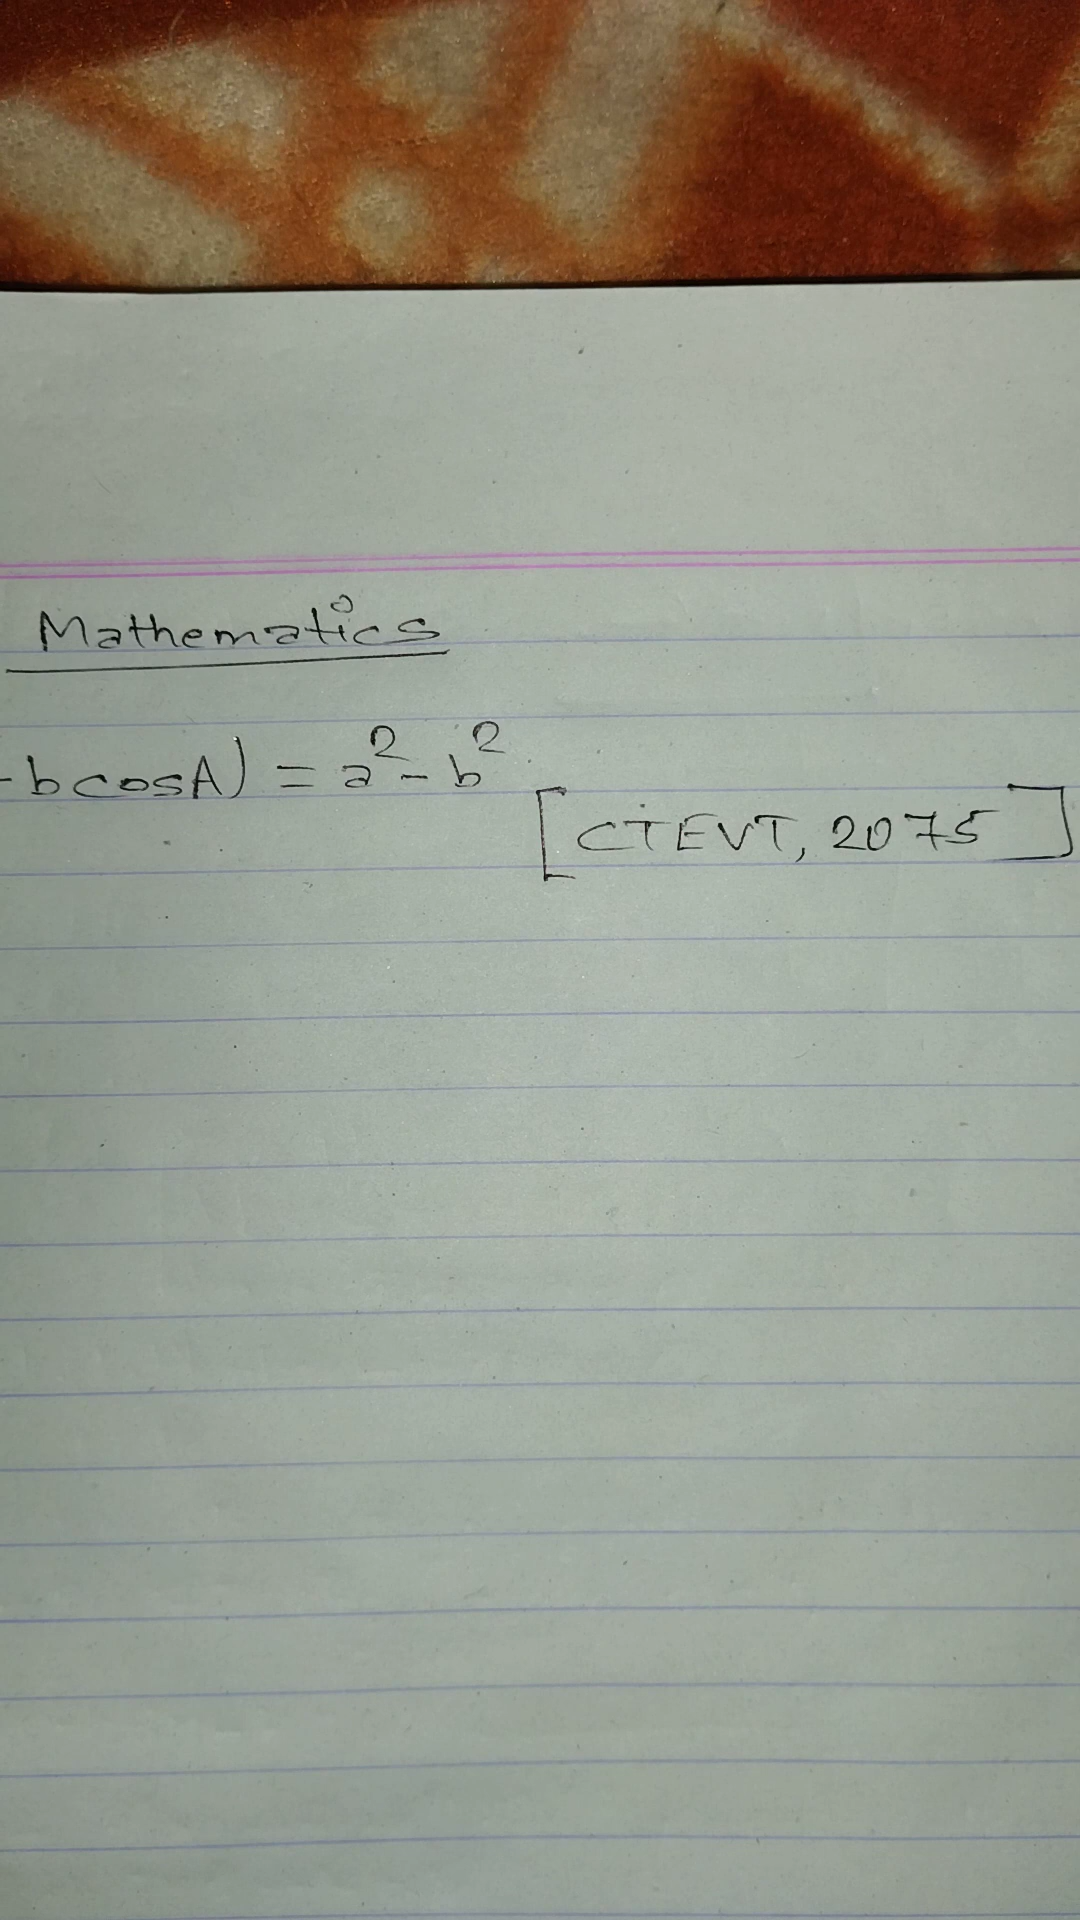 Mathematics
-bcosA) = a² - b²
[CTEVT, 2075]